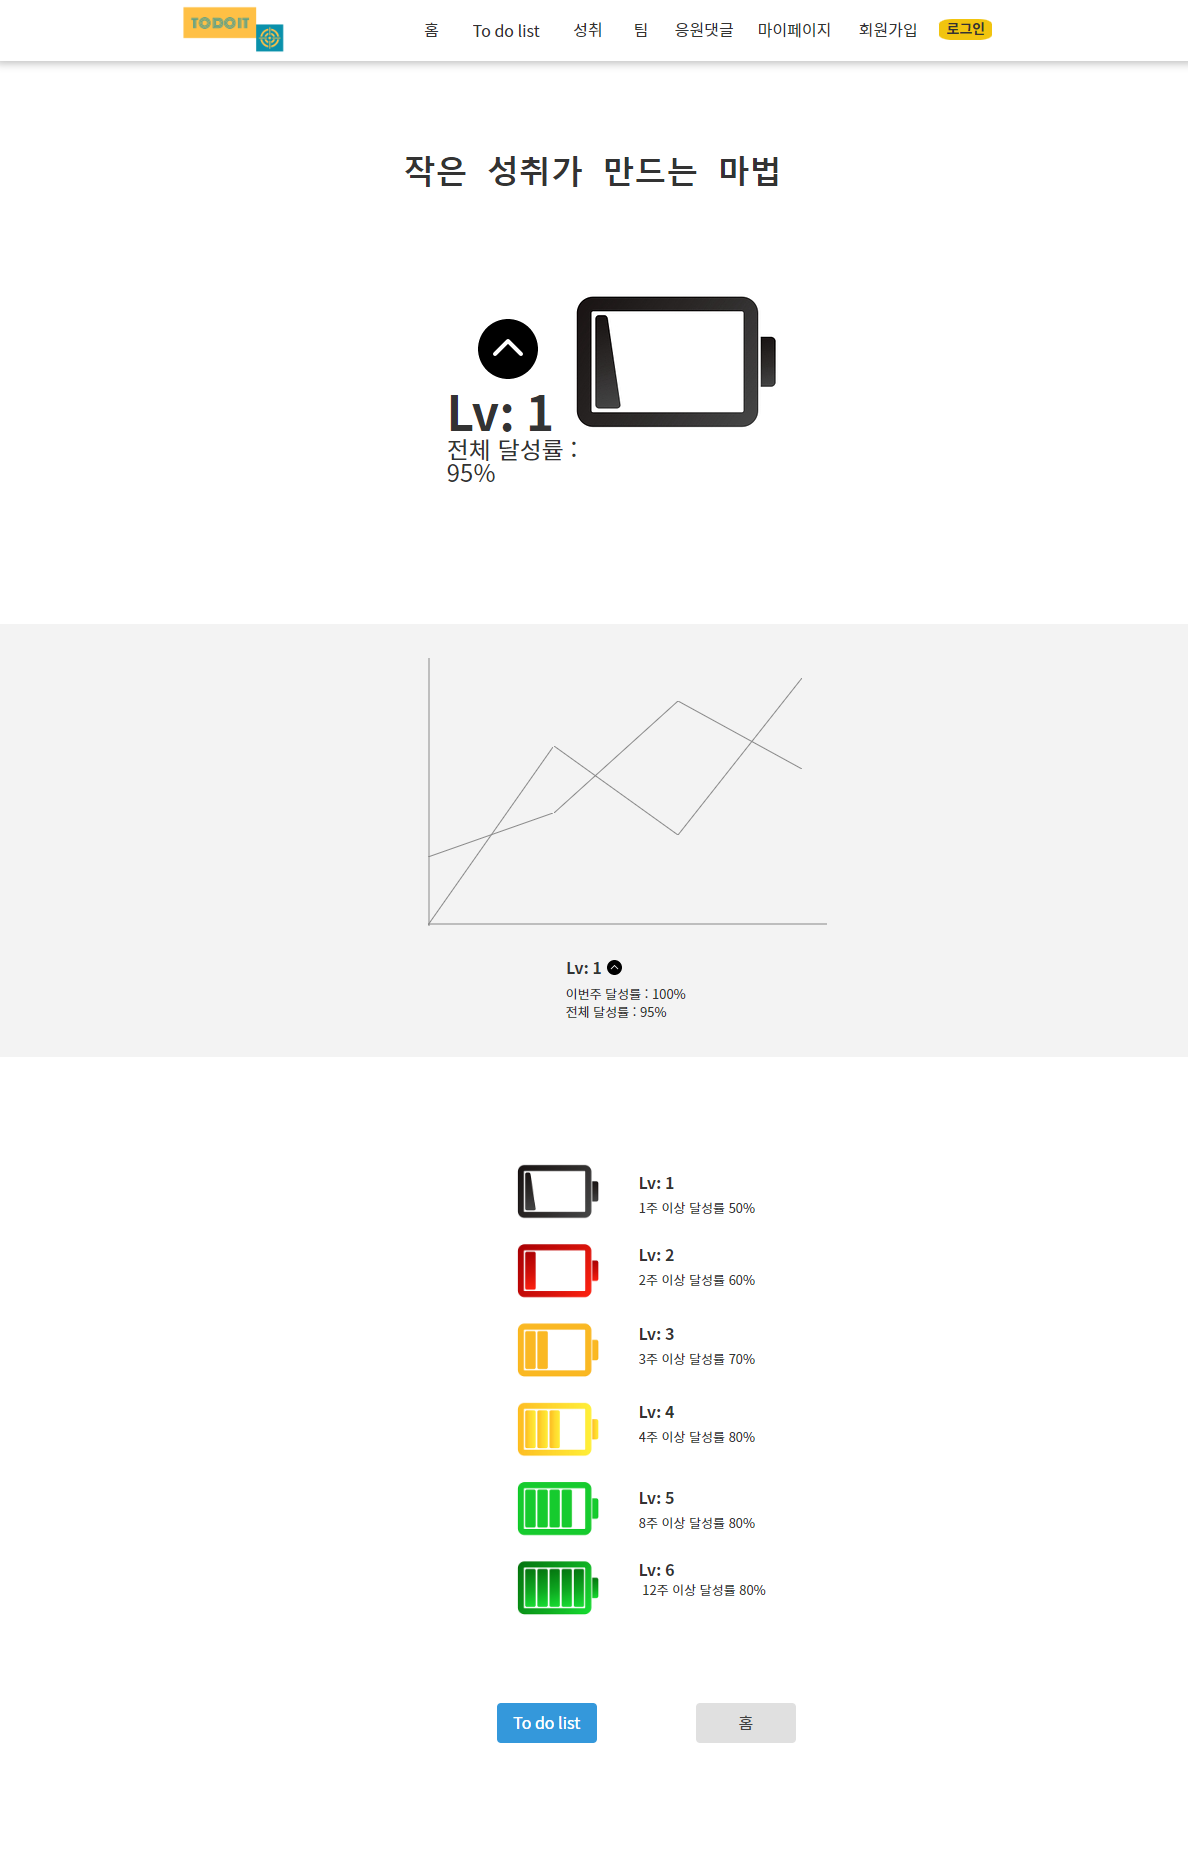 TODOIT
홈 To do list 성취 팀 응원댓글 마이페이지 회원가입 로그인
작은 성취가 만드는 마법
Lv: 1
전체 달성률 :
95%
Lv: 1
이번주 달성률 : 100%
전체 달성률 : 95%
Lv: 1
1주 이상 달성률 50%
Lv: 2
2주 이상 달성률 60%
Lv: 3
3주 이상 달성률 70%
Lv: 4
4주 이상 달성률 80%
Lv: 5
8주 이상 달성률 80%
Lv: 6
12주 이상 달성률 80%
To do list 홈